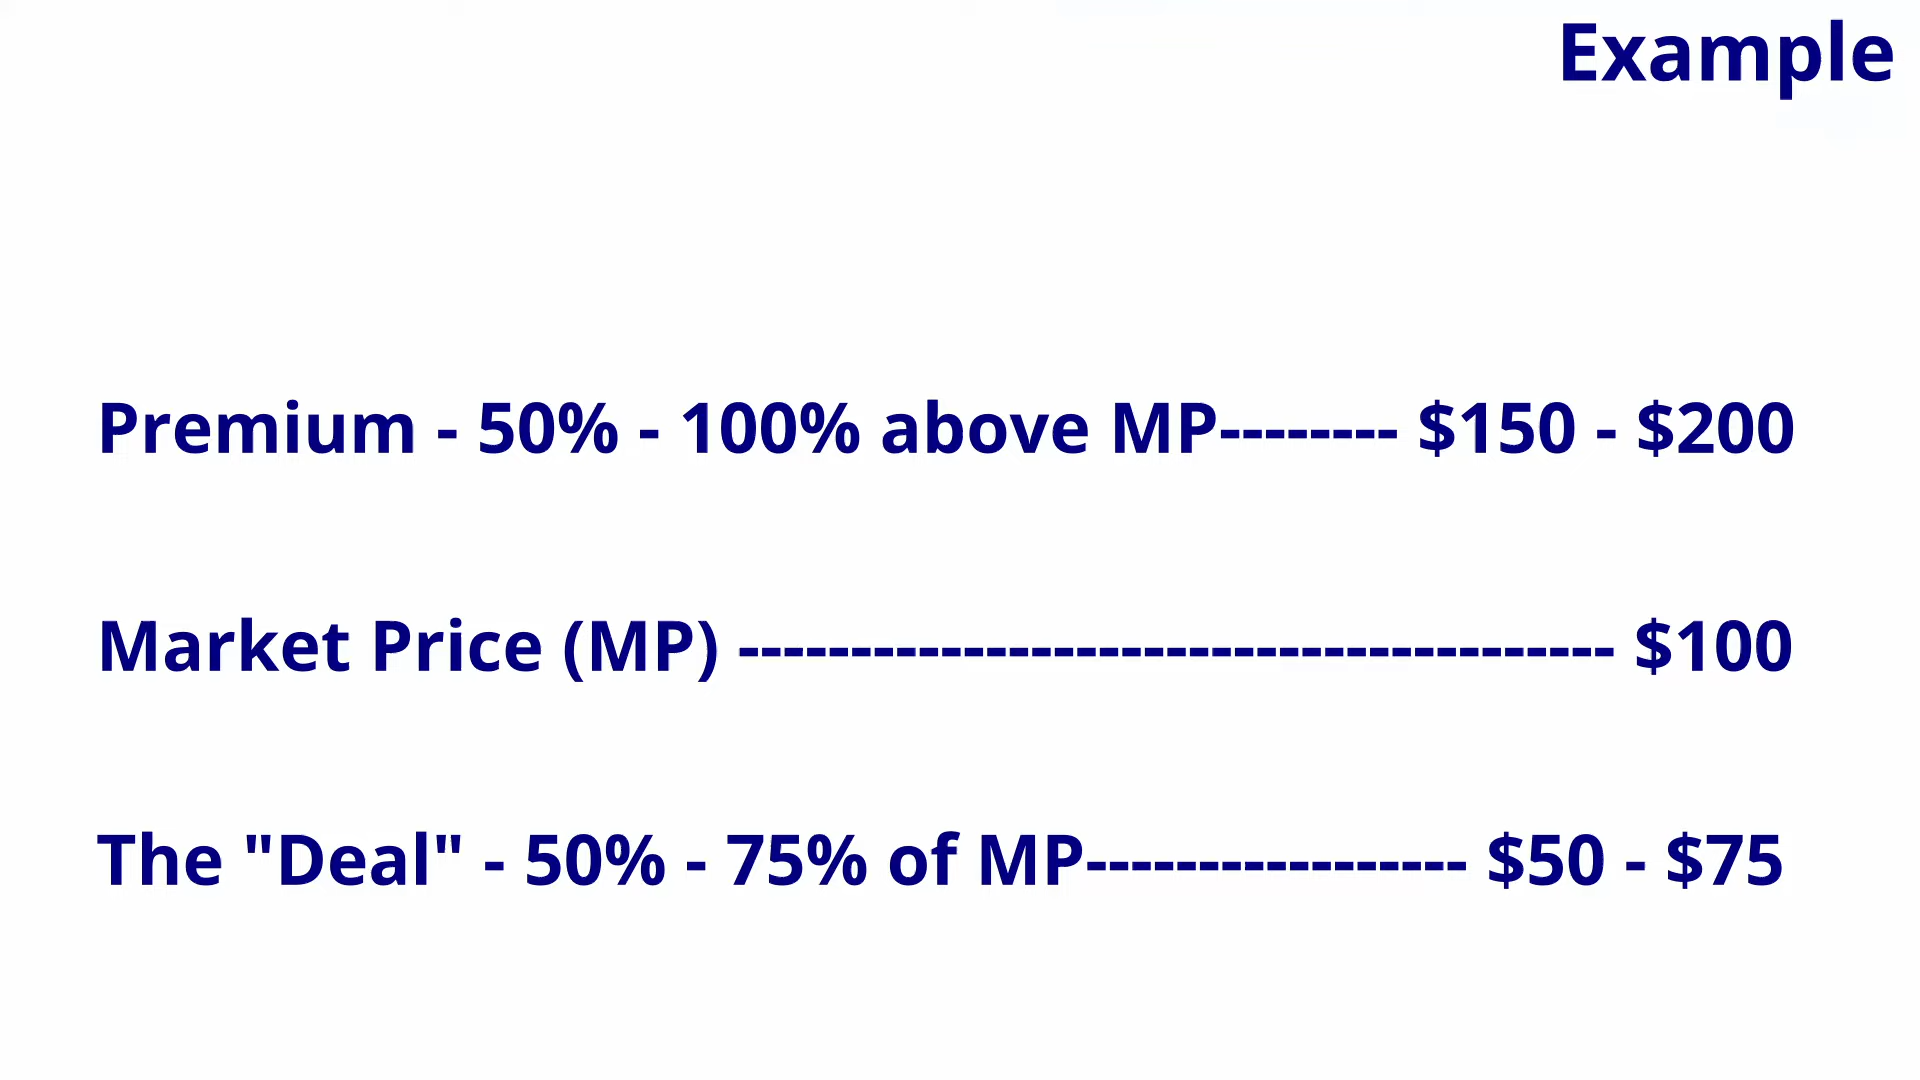 Example
Premium - 50% - 100% above MP-------- $150 - $200
Market Price (MP) --------------------------------------- $100
The "Deal" - 50% - 75% of MP----------------- $50 - $75